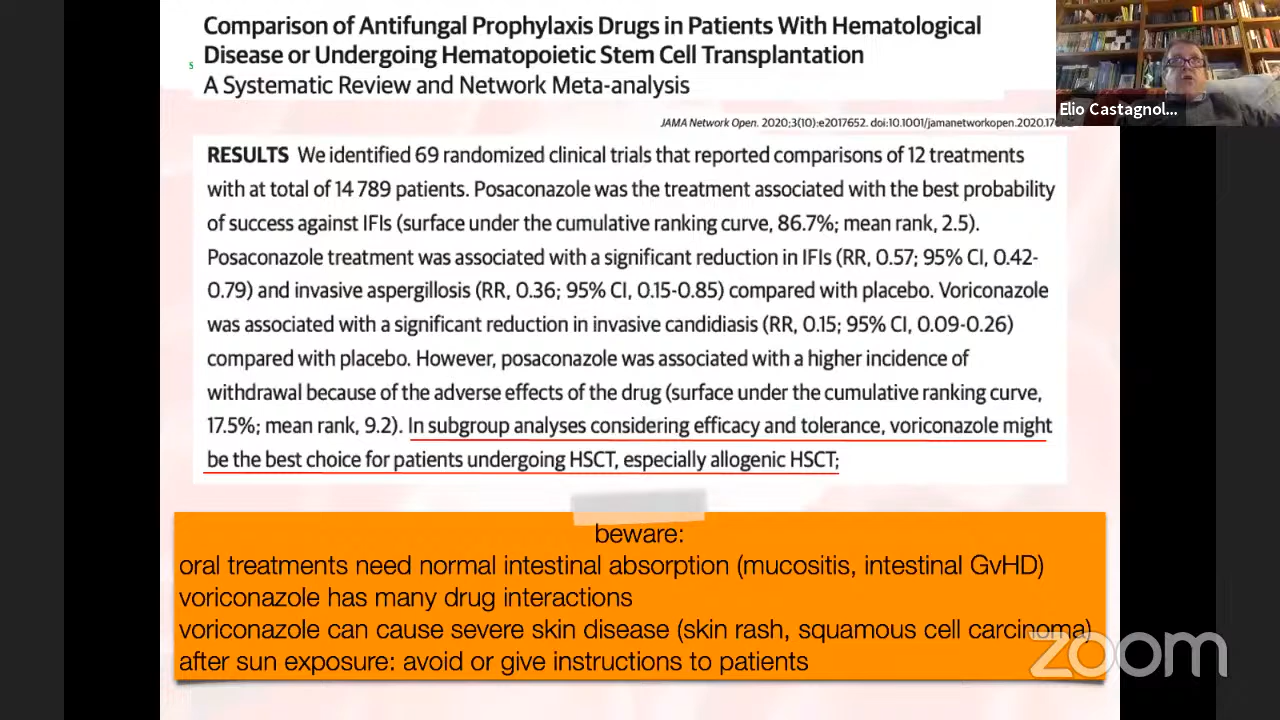 Comparison of Antifungal Prophylaxis Drugs in Patients With Hematological
Disease or Undergoing Hematopoietic Stem Cell Transplantation
s
A Systematic Review and Network Meta-analysis
Elio Castagnol...
JAMA Network Open. 2020;3(10):e2017652. doi:10.1001/jamanetworkopen.2020.17
RESULTS We identified 69 randomized clinical trials that reported comparisons of 12 treatments
with at total of 14 789 patients. Posaconazole was the treatment associated with the best probability
of success against IFIs (surface under the cumulative ranking curve, 86.7%; mean rank, 2.5).
Posaconazole treatment was associated with a significant reduction in IFIs (RR, 0.57; 95% CI, 0.42-
0.79) and invasive aspergillosis (RR, 0.36; 95% CI, 0.15-0.85) compared with placebo. Voriconazole
was associated with a significant reduction in invasive candidiasis (RR, 0.15; 95% CI, 0.09-0.26)
compared with placebo. However, posaconazole was associated with a higher incidence of
withdrawal because of the adverse effects of the drug (surface under the cumulative ranking curve,
17.5%; mean rank, 9.2). In subgroup analyses considering efficacy and tolerance, voriconazole might
be the best choice for patients undergoing HSCT, especially allogenic HSCT;
beware:
oral treatments need normal intestinal absorption (mucositis, intestinal GvHD)
voriconazole has many drug interactions
voriconazole can cause severe skin disease (skin rash, squamous cell carcinoma)
after sun exposure: avoid or give instructions to patients
zoom